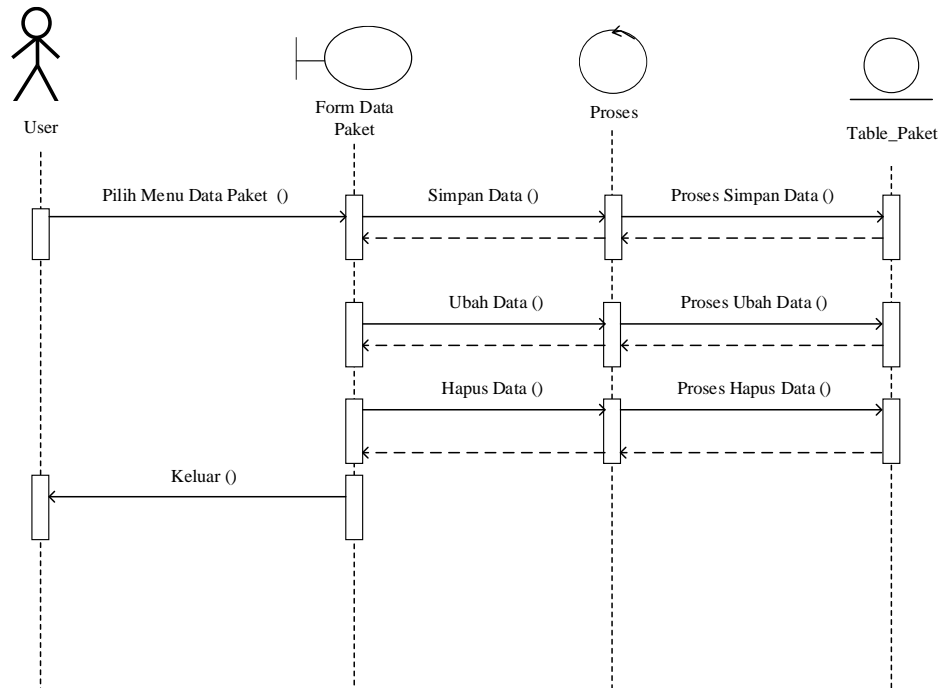 User
Form Data
Paket
Proses
Table_Paket
Pilih Menu Data Paket ()
Simpan Data ()
Proses Simpan Data ()
Ubah Data ()
Proses Ubah Data ()
Hapus Data ()
Proses Hapus Data ()
Keluar ()